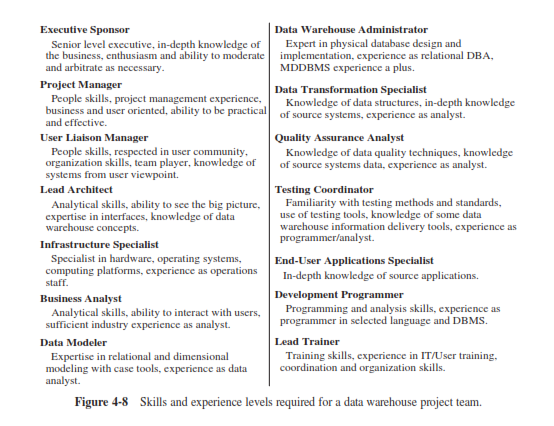 Executive Sponsor
Senior level executive, in-depth knowledge of
the business, enthusiasm and ability to moderate
and arbitrate as necessary.
Project Manager
People skills, project management experience,
business and user oriented, ability to be practical
and effective.
User Liaison Manager
People skills, respected in user community,
organization skills, team player, knowledge of
systems from user viewpoint.
Lead Architect
Analytical skills, ability to see the big picture,
expertise in interfaces, knowledge of data
warehouse concepts.
Infrastructure Specialist
Specialist in hardware, operating systems,
computing platforms, experience as operations
staff.
Business Analyst
Analytical skills, ability to interact with users,
sufficient industry experience as analyst.
Data Modeler
Expertise in relational and dimensional
modeling with case tools, experience as data
analyst.
Data Warehouse Administrator
Expert in physical database design and
implementation, experience as relational DBA,
MDDBMS experience a plus.
Data Transformation Specialist
Knowledge of data structures, in-depth knowledge
of source systems, experience as analyst.
Quality Assurance Analyst
Knowledge of data quality techniques, knowledge
of source systems data, experience as analyst.
Testing Coordinator
Familiarity with testing methods and standards,
use of testing tools, knowledge of some data
warehouse information delivery tools, experience as
programmer/analyst.
End-User Applications Specialist
In-depth knowledge of source applications.
Development Programmer
Programming and analysis skills, experience as
programmer in selected language and DBMS.
Lead Trainer
Training skills, experience in IT/User training,
coordination and organization skills.
Figure 4-8 Skills and experience levels required for a data warehouse project team.